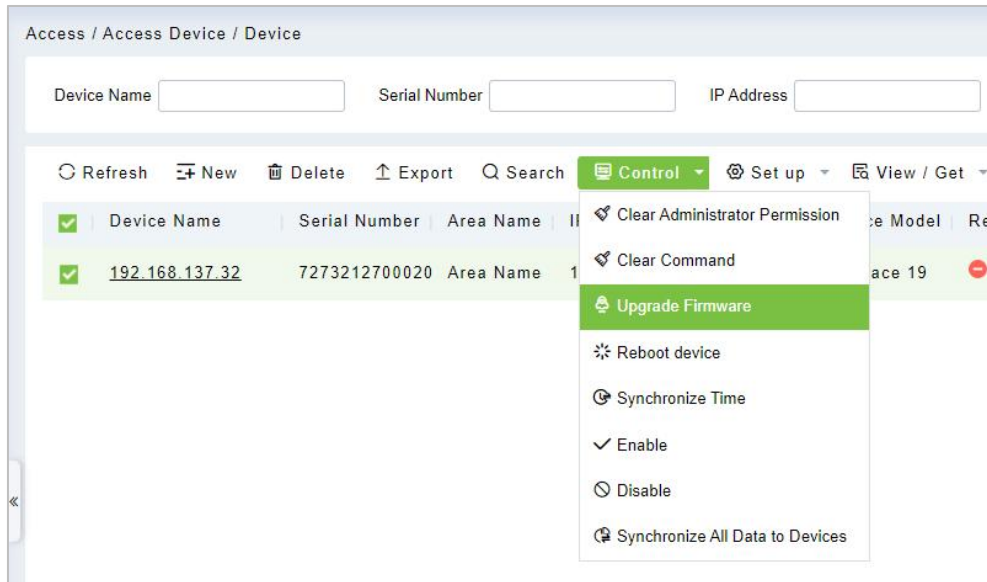 Access / Access Device / Device
Device Name Serial Number IP Address
Refresh New Delete Export Search Control Set up View / Get
Device Name Serial Number Area Name Model
192.168.137.32 7273212700020 Area Name 19
Clear Administrator Permission
Clear Command
Upgrade Firmware
Reboot device
Synchronize Time
Enable
Disable
Synchronize All Data to Devices